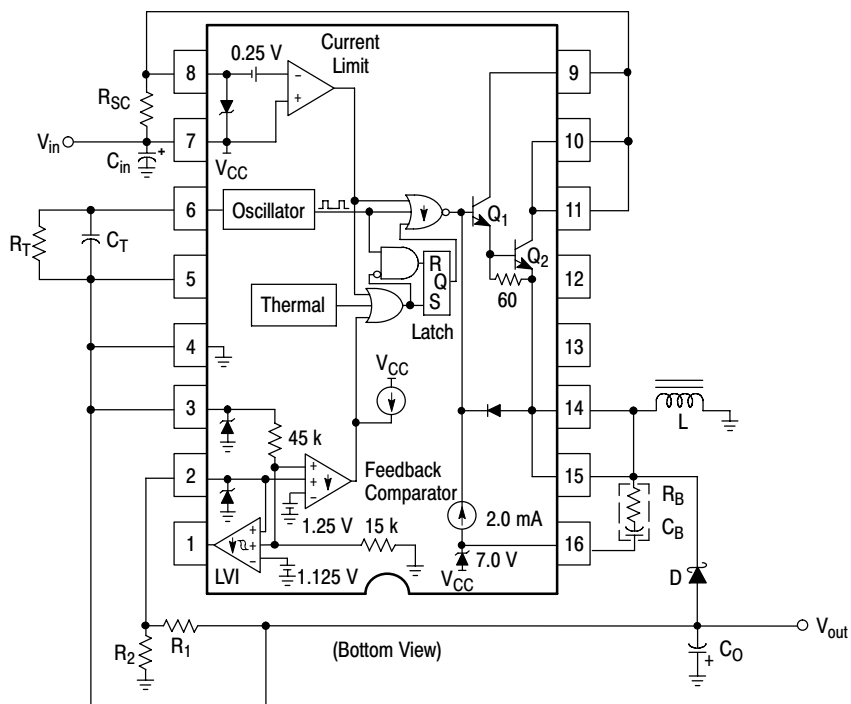 Current
Limit
0.25 V
8
9
R_SC
V_in
7
10
C_in
+
V_CC
−
+
6
Oscillator
Q_1
11
R_T
C_T
R
Q
S
Q_2
5
60
12
Thermal
Latch
4
13
V_CC
3
14
L
45 k
2
+
+
−
Feedback
Comparator
15
R_B
C_B
1.25 V
15 k
2.0 mA
1
+
+
−
16
LVI
1.125 V
7.0 V
V_CC
D
R_2
R_1
(Bottom View)
V_out
C_O
+